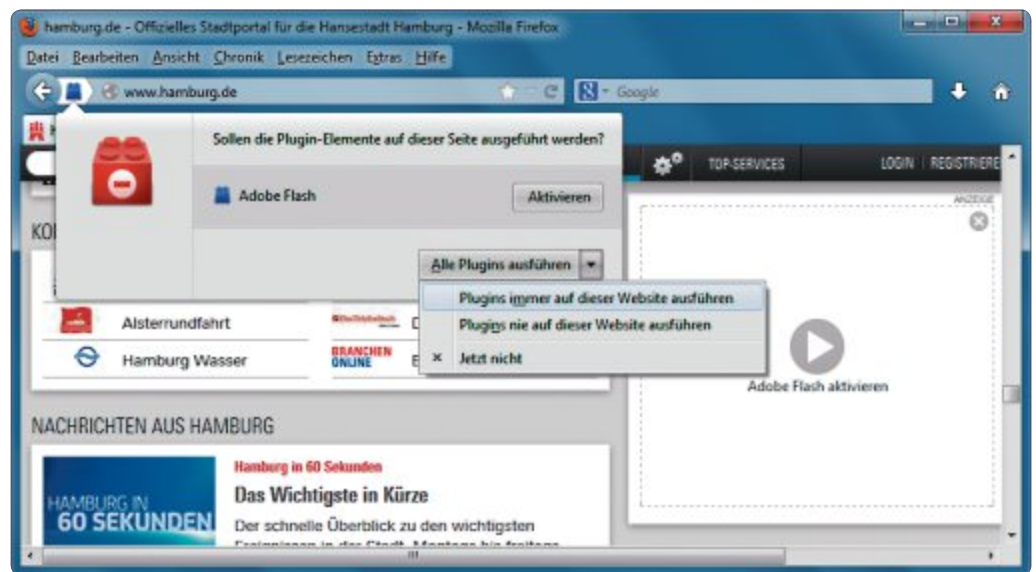 hamburg.de - Offizielles Stadtportal für die Hansestadt Hamburg - Mozilla Firefox
Datei Bearbeiten Ansicht Chronik Lesezeichen Extras Hilfe
www.hamburg.de
Google
Sollen die Plugin-Elemente auf dieser Seite ausgeführt werden?
Adobe Flash
Aktivieren
Alle Plugins ausführen
Plugins immer auf dieser Website ausführen
Plugins nie auf dieser Website ausführen
× Jetzt nicht
TOP-SERVICES
LOGIN
REGISTRIERE
ANZEIGE
Adobe Flash aktivieren
KO
Alsterrundfahrt
Hamburg Wasser
BRANCHEN
ONLINE
NACHRICHTEN AUS HAMBURG
HAMBURG IN
60 SEKUNDEN
Hamburg in 60 Sekunden
Das Wichtigste in Kürze
Der schnelle Überblick zu den wichtigsten